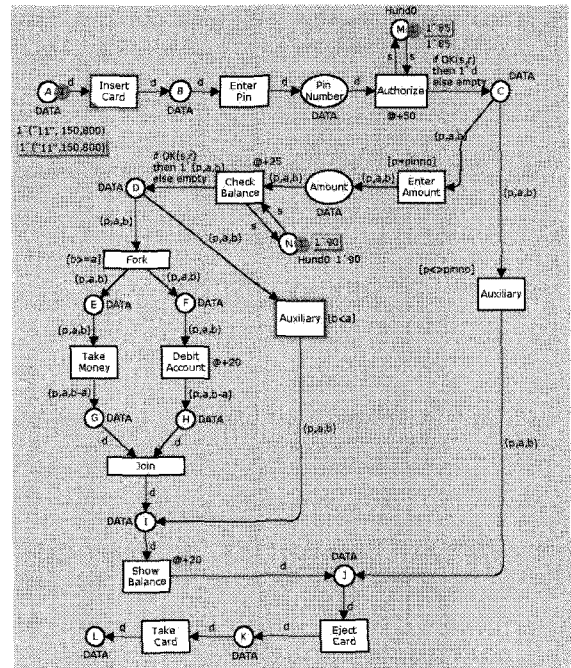 Hund0
M 1`85
1`85
s s
if OK(s,r)
then 1`d
else empty
DATA
A d Insert Card d B d Enter Pin d Pin Number d Authorize C
DATA DATA DATA @+50
1`("11", 150,800)
1`("11",150,800)
if OK(s,r)
then 1`(p,a,b)
else empty
@+25
[p=pinno]
(p,a,b)
DATA D Check Balance (p,a,b) Amount (p,a,b) Enter Amount
DATA
(p,a,b)
s s
N 1`90
Hund0 1`90
(p,a,b) (p,a,b)
[b>=a] Fork
[p<>pinno]
(p,a,b) (p,a,b)
Auxiliary
E DATA F DATA
Auxiliary [b<a]
(p,a,b) (p,a,b)
Take Money Debit Account @+20
(p,a,b-a) (p,a,b-a)
G DATA H DATA
(p,a,b) (p,a,b)
d d
Join
d
DATA I
d
@+20
DATA
Show Balance d J
d
L d Take Card d K d Eject Card
DATA DATA